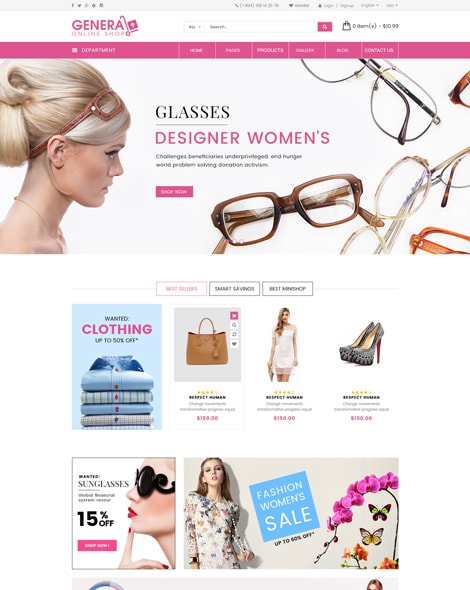 (+404) 158 14 25 78
Wishlist
Login / Signup
English
USD
GENERA
ONLINE SHOP
ALL
Search...
0 Item(s) - $10.99
DEPARTMENT
HOME
PAGES
PRODUCTS
GALLERY
BLOG
CONTACT US
GLASSES
DESIGNER WOMEN'S
Challenges beneficiaries underprivileged, end hunger
world problem solving donation activism.
SHOP NOW
BEST SELLERS
SMART SAVINGS
BEST MINISHOP
WANTED:
CLOTHING
UP TO 50% OFF*
RESPECT HUMAN
Change movements
transformative progress equal
$150.00
RESPECT HUMAN
Change movements
transformative progress equal
$150.00
RESPECT HUMAN
Change movements
transformative progress equal
$150.00
WANTED:
SUNGLASSES
Global financial
system resour
15% OFF
SHOP NOW
FASHION
WOMEN'S
SALE
UP TO 60% OFF*